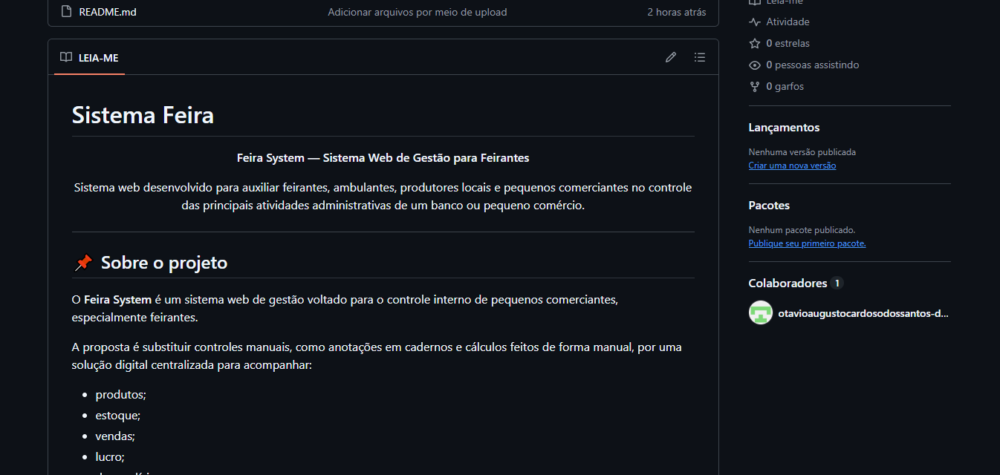 README.md
Adicionar arquivos por meio de upload
2 horas atrás
LEIA-ME
Sistema Feira
Feira System — Sistema Web de Gestão para Feirantes
Sistema web desenvolvido para auxiliar feirantes, ambulantes, produtores locais e pequenos comerciantes no controle
das principais atividades administrativas de um banco ou pequeno comércio.
📌 Sobre o projeto
O Feira System é um sistema web de gestão voltado para o controle interno de pequenos comerciantes,
especialmente feirantes.
A proposta é substituir controles manuais, como anotações em cadernos e cálculos feitos de forma manual, por uma
solução digital centralizada para acompanhar:
• produtos;
• estoque;
• vendas;
• lucro;
Leia-me
Atividade
0 estrelas
0 pessoas assistindo
0 garfos
Lançamentos
Nenhuma versão publicada
Criar uma nova versão
Pacotes
Nenhum pacote publicado.
Publique seu primeiro pacote.
Colaboradores 1
otavioaugustocardosodossantos-d...